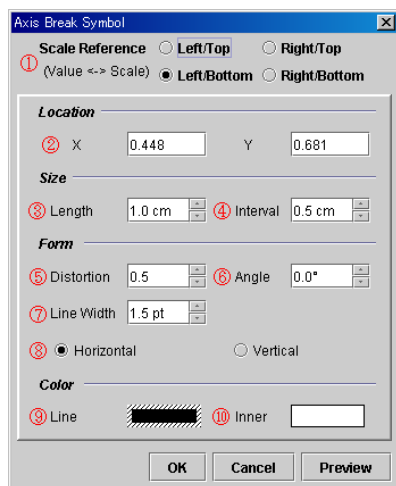 Axis Break Symbol
Scale Reference Left/Top Right/Top
① (Value <-> Scale) Left/Bottom Right/Bottom
Location
② X 0.448 Y 0.681
Size
③ Length 1.0 cm ④ Interval 0.5 cm
Form
⑤ Distortion 0.5 ⑥ Angle 0.0°
⑦ Line Width 1.5 pt
⑧ Horizontal Vertical
Color
⑨ Line ⑩ Inner
OK Cancel Preview